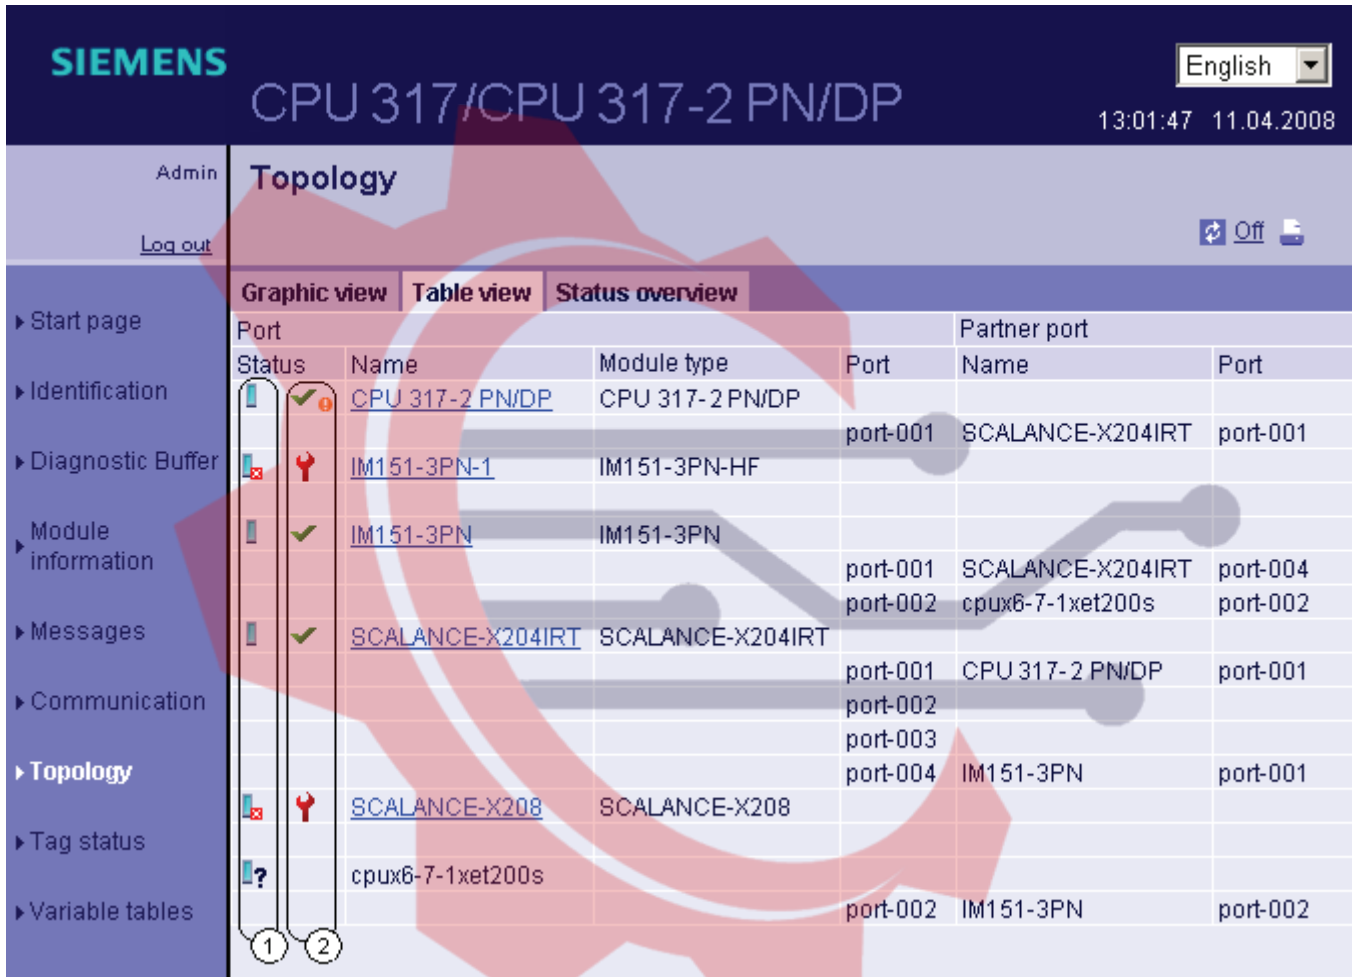 SIEMENS
CPU 317/CPU 317-2 PN/DP
English
13:01:47 11.04.2008
Admin
Log out
Topology
Off
Graphic view Table view Status overview
Start page
Identification
Diagnostic Buffer
Module
information
Messages
Communication
Topology
Tag status
Variable tables
Port Partner port
Status Name Module type Port Name Port
CPU 317-2 PN/DP CPU 317-2 PN/DP
port-001 SCALANCE-X204IRT port-001
IM151-3PN-1 IM151-3PN-HF
IM151-3PN IM151-3PN
port-001 SCALANCE-X204IRT port-004
port-002 cpux6-7-1xet200s port-002
SCALANCE-X204IRT SCALANCE-X204IRT
port-001 CPU 317-2 PN/DP port-001
port-002
port-003
port-004 IM151-3PN port-001
SCALANCE-X208 SCALANCE-X208
? cpux6-7-1xet200s
port-002 IM151-3PN port-002
1 2